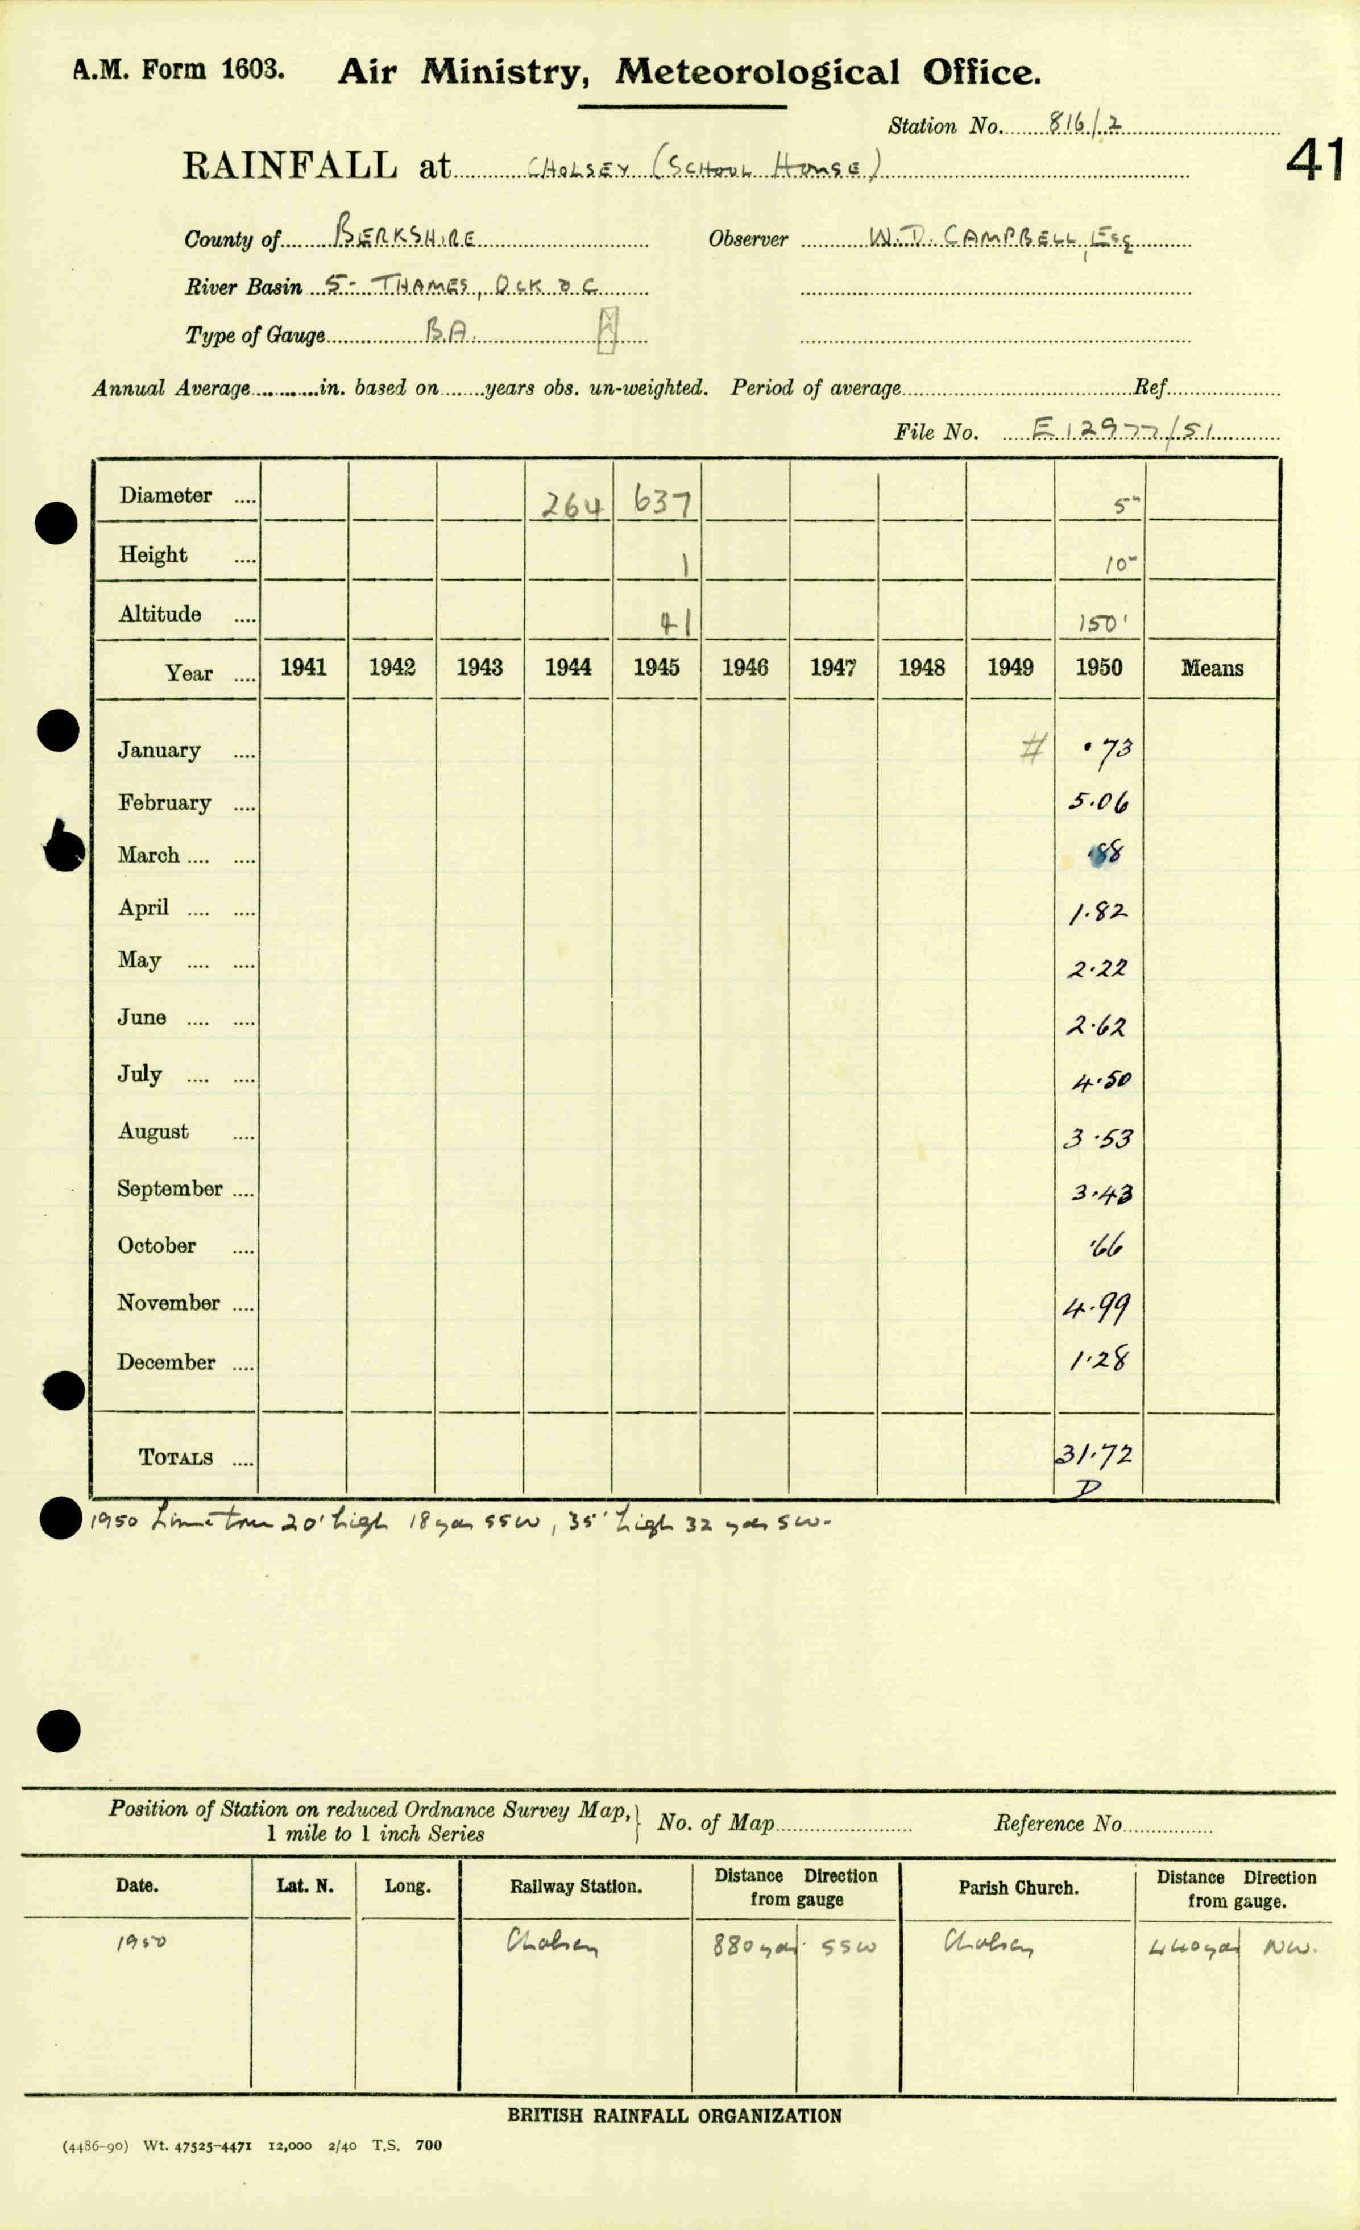 A.M. Form 1603. Air Ministry, Meteorological Office.
Station No. 816/2
RAINFALL at CHOLSEY (SCHOOL HOUSE)
41
County of BERKSHIRE Observer W.D. CAMPBELL, Esq
River Basin 5- THAMES, OCK &C
Type of Gauge B.A.
Annual Average in. based on years obs. un-weighted. Period of average Ref.
File No. E12977/51
Diameter 264 637 5"
Height 1 10"
Altitude 41 150'
Year 1941 1942 1943 1944 1945 1946 1947 1948 1949 1950 Means
January # .73
February 5.06
March .88
April 1.82
May 2.22
June 2.62
July 4.50
August 3.53
September 3.43
October .66
November 4.99
December 1.28
TOTALS 31.72
D
1950 Lime tree 20' high 18 yds SSW, 35' high 32 yds SW.
Position of Station on reduced Ordnance Survey Map, 1 mile to 1 inch Series } No. of Map Reference No.
Date. Lat. N. Long. Railway Station. Distance Direction from gauge Parish Church. Distance Direction from gauge.
1950 Cholsey 880 yds SSW Cholsey 440 yds NW.
BRITISH RAINFALL ORGANIZATION
(4486-90) Wt. 47525-4471 12,000 2/40 T.S. 700